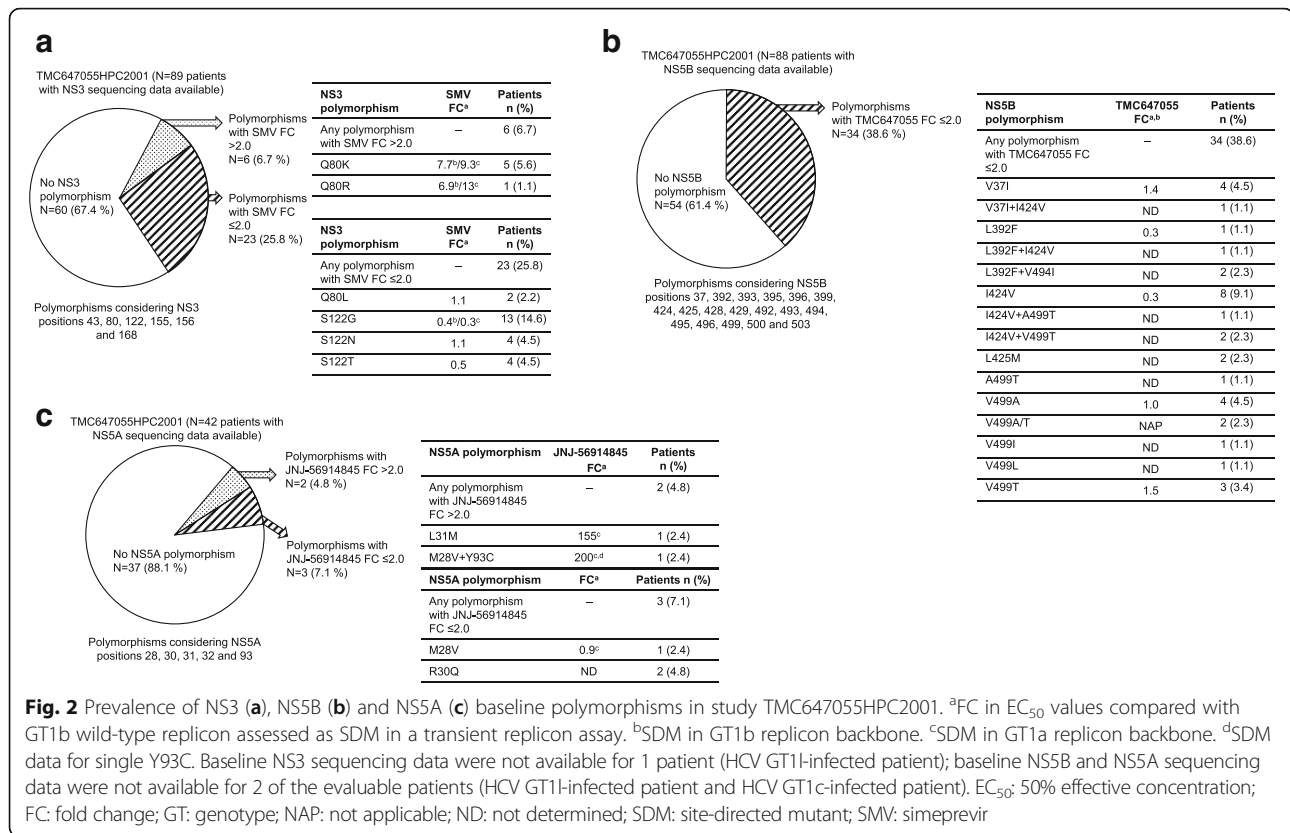 a
TMC647055HPC2001 (N=89 patients
with NS3 sequencing data available)
Polymorphisms
with SMV FC
>2.0
N=6 (6.7 %)
No NS3
polymorphism
N=60 (67.4 %)
Polymorphisms
with SMV FC
≤2.0
N=23 (25.8 %)
Polymorphisms considering NS3
positions 43, 80, 122, 155, 156
and 168
NS3 polymorphism SMV FCa Patients n (%)
Any polymorphism with SMV FC >2.0 – 6 (6.7)
Q80K 7.7b/9.3c 5 (5.6)
Q80R 6.9b/13c 1 (1.1)
NS3 polymorphism SMV FCa Patients n (%)
Any polymorphism with SMV FC ≤2.0 – 23 (25.8)
Q80L 1.1 2 (2.2)
S122G 0.4b/0.3c 13 (14.6)
S122N 1.1 4 (4.5)
S122T 0.5 4 (4.5)
b
TMC647055HPC2001 (N=88 patients with
NS5B sequencing data available)
Polymorphisms
with TMC647055 FC ≤2.0
N=34 (38.6 %)
No NS5B
polymorphism
N=54 (61.4 %)
Polymorphisms considering NS5B
positions 37, 392, 393, 395, 396, 399,
424, 425, 428, 429, 492, 493, 494,
495, 496, 499, 500 and 503
NS5B polymorphism TMC647055 FCa,b Patients n (%)
Any polymorphism with TMC647055 FC ≤2.0 – 34 (38.6)
V37I 1.4 4 (4.5)
V37I+I424V ND 1 (1.1)
L392F 0.3 1 (1.1)
L392F+I424V ND 1 (1.1)
L392F+V494I ND 2 (2.3)
I424V 0.3 8 (9.1)
I424V+A499T ND 1 (1.1)
I424V+V499T ND 2 (2.3)
L425M ND 2 (2.3)
A499T ND 1 (1.1)
V499A 1.0 4 (4.5)
V499A/T NAP 2 (2.3)
V499I ND 1 (1.1)
V499L ND 1 (1.1)
V499T 1.5 3 (3.4)
c
TMC647055HPC2001 (N=42 patients with
NS5A sequencing data available)
Polymorphisms with
JNJ-56914845 FC >2.0
N=2 (4.8 %)
No NS5A polymorphism
N=37 (88.1 %)
Polymorphisms with
JNJ-56914845 FC ≤2.0
N=3 (7.1 %)
Polymorphisms considering NS5A
positions 28, 30, 31, 32 and 93
NS5A polymorphism JNJ-56914845 FCa Patients n (%)
Any polymorphism with JNJ-56914845 FC >2.0 – 2 (4.8)
L31M 155c 1 (2.4)
M28V+Y93C 200c,d 1 (2.4)
NS5A polymorphism FCa Patients n (%)
Any polymorphism with JNJ-56914845 FC ≤2.0 – 3 (7.1)
M28V 0.9c 1 (2.4)
R30Q ND 2 (4.8)
Fig. 2 Prevalence of NS3 (a), NS5B (b) and NS5A (c) baseline polymorphisms in study TMC647055HPC2001. aFC in EC50 values compared with
GT1b wild-type replicon assessed as SDM in a transient replicon assay. bSDM in GT1b replicon backbone. cSDM in GT1a replicon backbone. dSDM
data for single Y93C. Baseline NS3 sequencing data were not available for 1 patient (HCV GT1l-infected patient); baseline NS5B and NS5A sequencing
data were not available for 2 of the evaluable patients (HCV GT1l-infected patient and HCV GT1c-infected patient). EC50: 50% effective concentration;
FC: fold change; GT: genotype; NAP: not applicable; ND: not determined; SDM: site-directed mutant; SMV: simeprevir